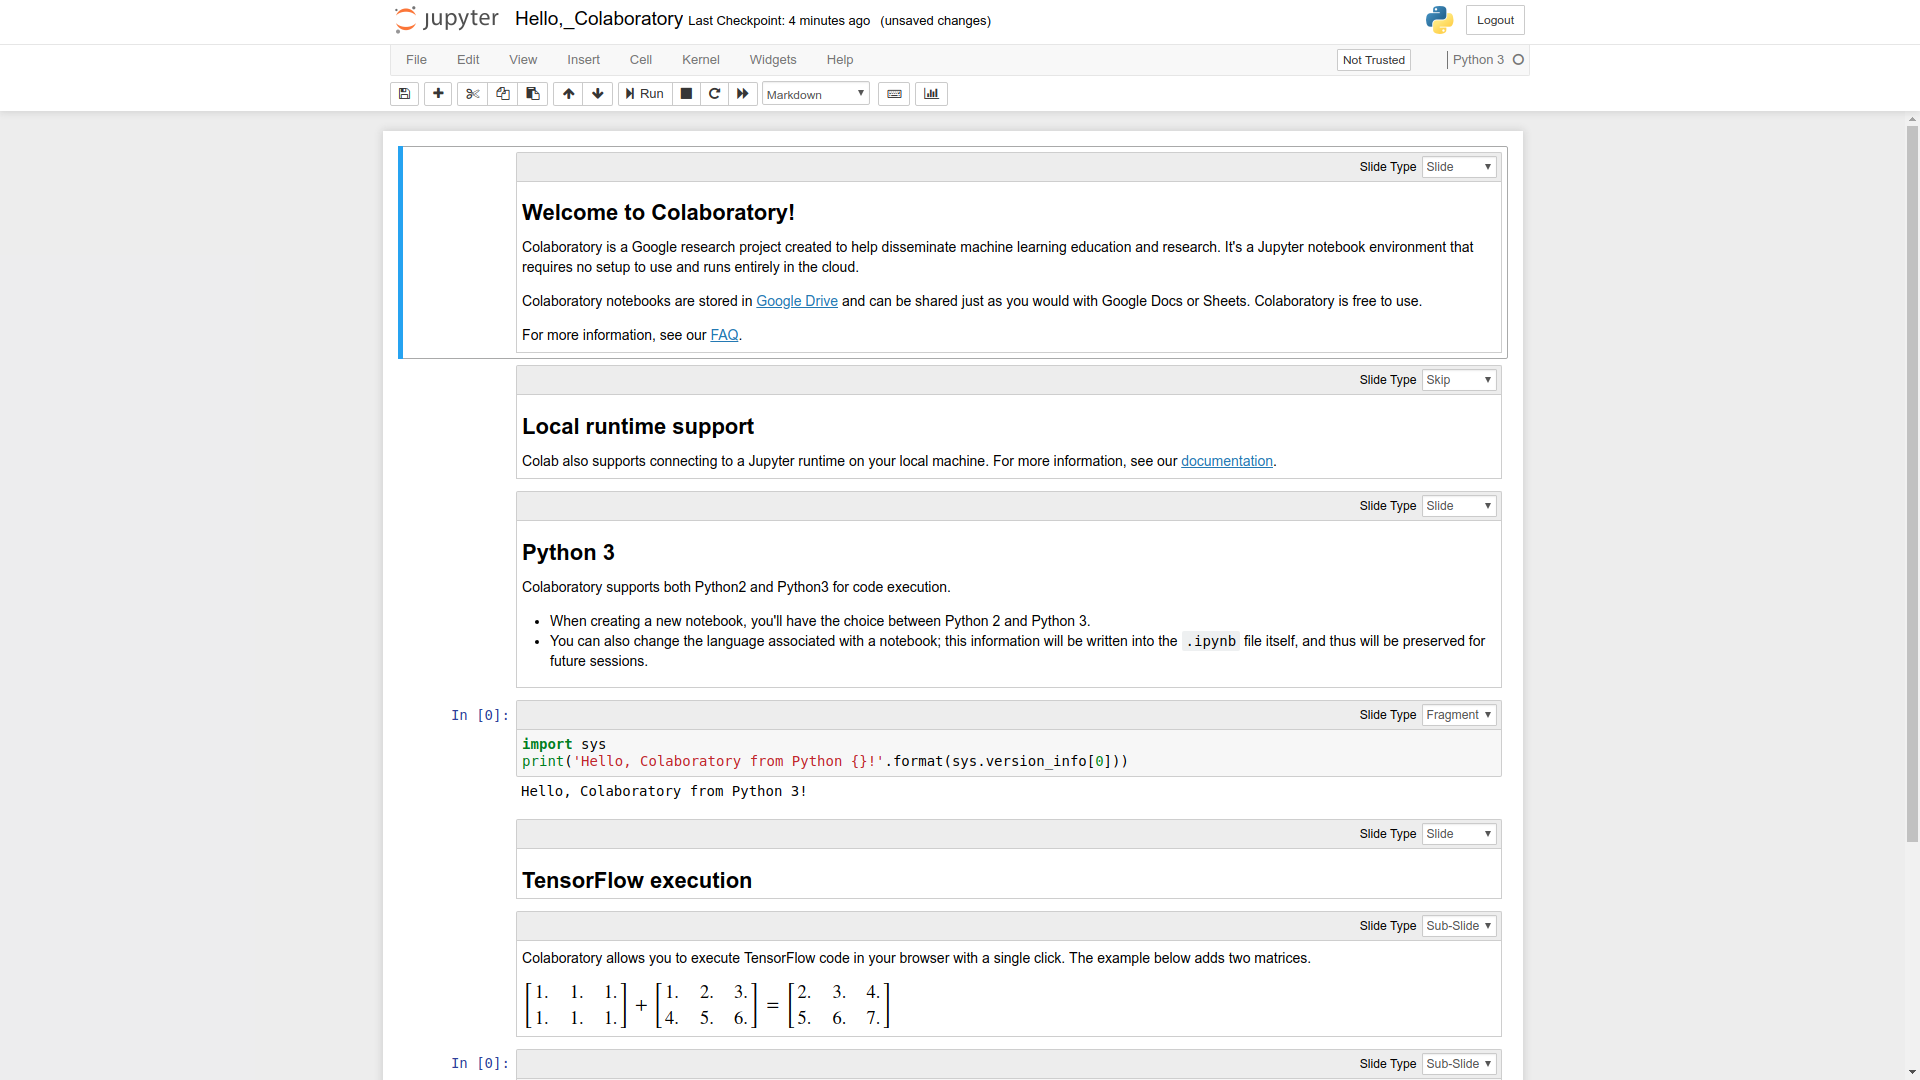 jupyter Hello,_Colaboratory Last Checkpoint: 4 minutes ago (unsaved changes) Logout
File Edit View Insert Cell Kernel Widgets Help Not Trusted Python 3
Run Markdown
Slide Type Slide
Welcome to Colaboratory!
Colaboratory is a Google research project created to help disseminate machine learning education and research. It's a Jupyter notebook environment that
requires no setup to use and runs entirely in the cloud.
Colaboratory notebooks are stored in Google Drive and can be shared just as you would with Google Docs or Sheets. Colaboratory is free to use.
For more information, see our FAQ.
Slide Type Skip
Local runtime support
Colab also supports connecting to a Jupyter runtime on your local machine. For more information, see our documentation.
Slide Type Slide
Python 3
Colaboratory supports both Python2 and Python3 for code execution.
• When creating a new notebook, you'll have the choice between Python 2 and Python 3.
• You can also change the language associated with a notebook; this information will be written into the .ipynb file itself, and thus will be preserved for
future sessions.
In [0]: Slide Type Fragment
import sys
print('Hello, Colaboratory from Python {}!'.format(sys.version_info[0]))
Hello, Colaboratory from Python 3!
Slide Type Slide
TensorFlow execution
Slide Type Sub-Slide
Colaboratory allows you to execute TensorFlow code in your browser with a single click. The example below adds two matrices.
[1. 1. 1.] + [1. 2. 3.] = [2. 3. 4.]
[1. 1. 1.] [4. 5. 6.] [5. 6. 7.]
In [0]: Slide Type Sub-Slide